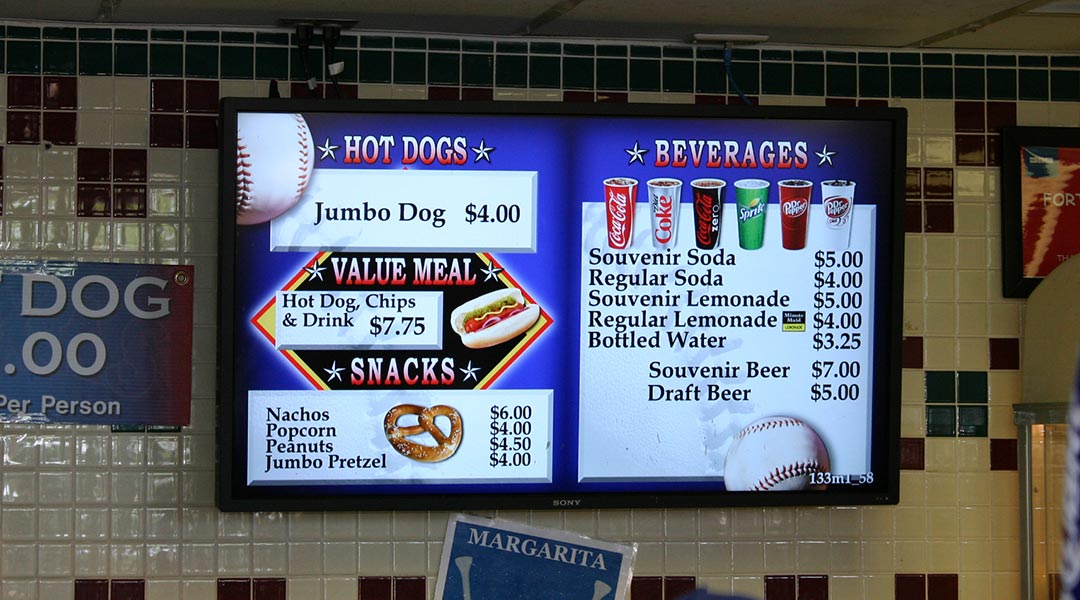 HOT DOGS
Jumbo Dog $4.00
VALUE MEAL
Hot Dog, Chips
& Drink $7.75
SNACKS
Nachos $6.00
Popcorn $4.00
Peanuts $4.50
Jumbo Pretzel $4.00
BEVERAGES
Coca-Cola
Diet Coke
Coca-Cola zero
Sprite
Dr Pepper
Diet Dr Pepper
Souvenir Soda $5.00
Regular Soda $4.00
Souvenir Lemonade $5.00
Regular Lemonade Minute Maid LEMONADE $4.00
Bottled Water $3.25
Souvenir Beer $7.00
Draft Beer $5.00
133m1_58
SONY
DOG
.00
Per Person
MARGARITA
FOR